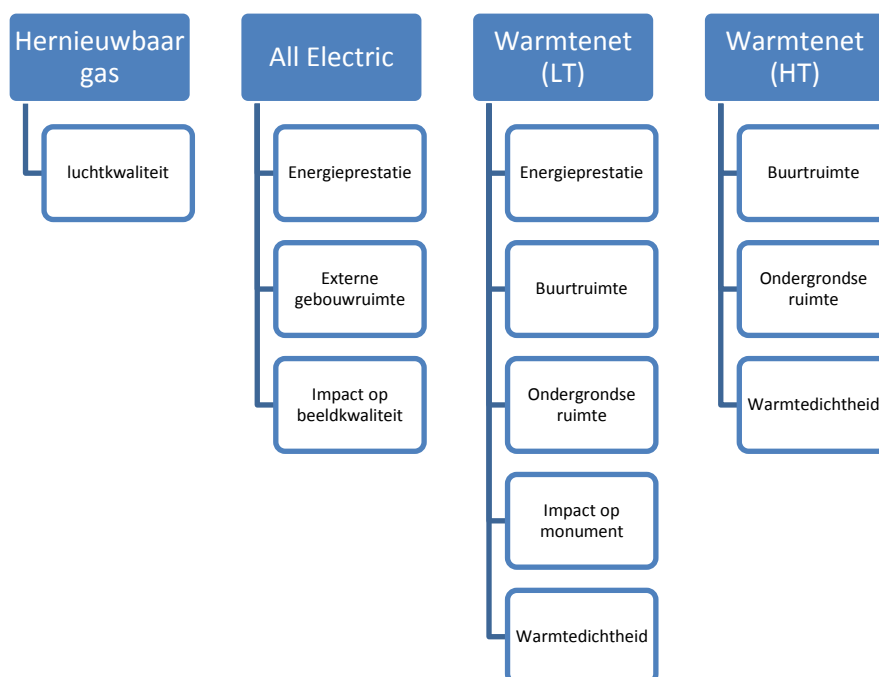 Hernieuwbaar
gas
luchtkwaliteit
All Electric
Energieprestatie
Externe
gebouwruimte
Impact op
beeldkwaliteit
Warmtenet
(LT)
Energieprestatie
Buurtruimte
Ondergrondse
ruimte
Impact op
monument
Warmtedichtheid
Warmtenet
(HT)
Buurtruimte
Ondergrondse
ruimte
Warmtedichtheid